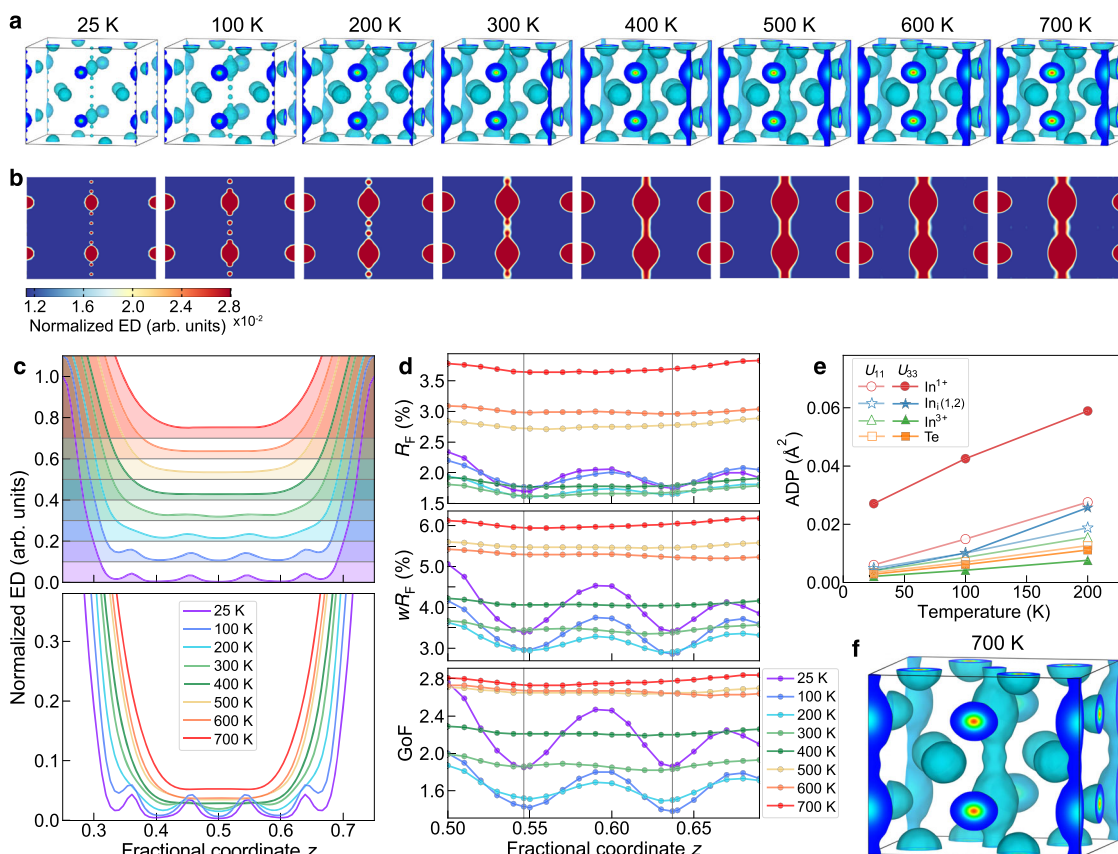 a
25 K 100 K 200 K 300 K 400 K 500 K 600 K 700 K
b
1.2 1.6 2.0 2.4 2.8
Normalized ED (arb. units) x10⁻²
c
Normalized ED (arb. units)
1.0
0.8
0.6
0.4
0.2
0.0
0.3
0.2
0.1
0.0
25 K
100 K
200 K
300 K
400 K
500 K
600 K
700 K
0.3 0.4 0.5 0.6 0.7
Fractional coordinate z
d
R_F (%)
3.5
3.0
2.5
2.0
1.5
wR_F (%)
6.0
5.0
4.0
3.0
GoF
2.8
2.4
2.0
1.6
25 K
100 K
200 K
300 K
400 K
500 K
600 K
700 K
0.50 0.55 0.60 0.65
Fractional coordinate z
e
U₁₁ U₃₃
In¹⁺
Inᵢ(1,2)
In³⁺
Te
ADP (Å²)
0.06
0.04
0.02
0.00
0 50 100 150 200
Temperature (K)
f
700 K